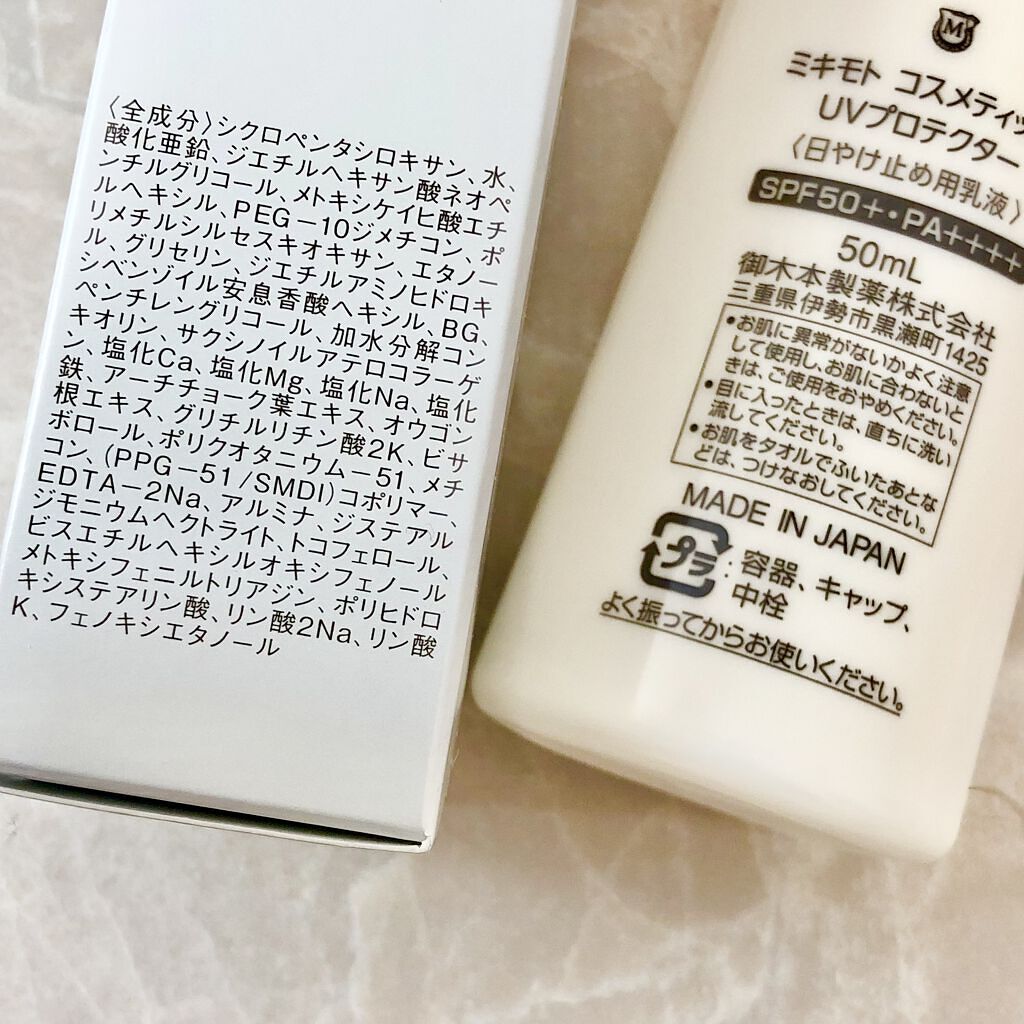 〈全成分〉シクロペンタシロキサン、水、
酸化亜鉛、ジエチルヘキサン酸ネオペ
ンチルグリコール、メトキシケイヒ酸エチ
ルヘキシル、PEG－10ジメチコン、ポ
リメチルシルセスキオキサン、エタノー
ル、グリセリン、ジエチルアミノヒドロキ
シベンゾイル安息香酸ヘキシル、BG、
ペンチレングリコール、加水分解コン
キオリン、サクシノイルアテロコラーゲ
ン、塩化Ca、塩化Mg、塩化Na、塩化
鉄、アーチチョーク葉エキス、オウゴン
根エキス、グリチルリチン酸2K、ビサ
ボロール、ポリクオタニウム－51、メチ
コン、(PPG－51/SMDI)コポリマー、
EDTA－2Na、アルミナ、ジステアル
ジモニウムヘクトライト、トコフェロール、
ビスエチルヘキシルオキシフェノール
メトキシフェニルトリアジン、ポリヒドロ
キシステアリン酸、リン酸2Na、リン酸
K、フェノキシエタノール
M
ミキモト コスメティッ
UVプロテクター
〈日やけ止め用乳液〉
SPF50+・PA++++
50mL
御木本製薬株式会社
三重県伊勢市黒瀬町1425
•お肌に異常がないかよく注意
して使用し、お肌に合わないと
きは、ご使用をおやめください。
•目に入ったときは、直ちに洗い
流してください。
•お肌をタオルでふいたあとな
どは、つけなおしてください。
MADE IN JAPAN
プラ:容器、キャップ、
中栓
よく振ってからお使いください。